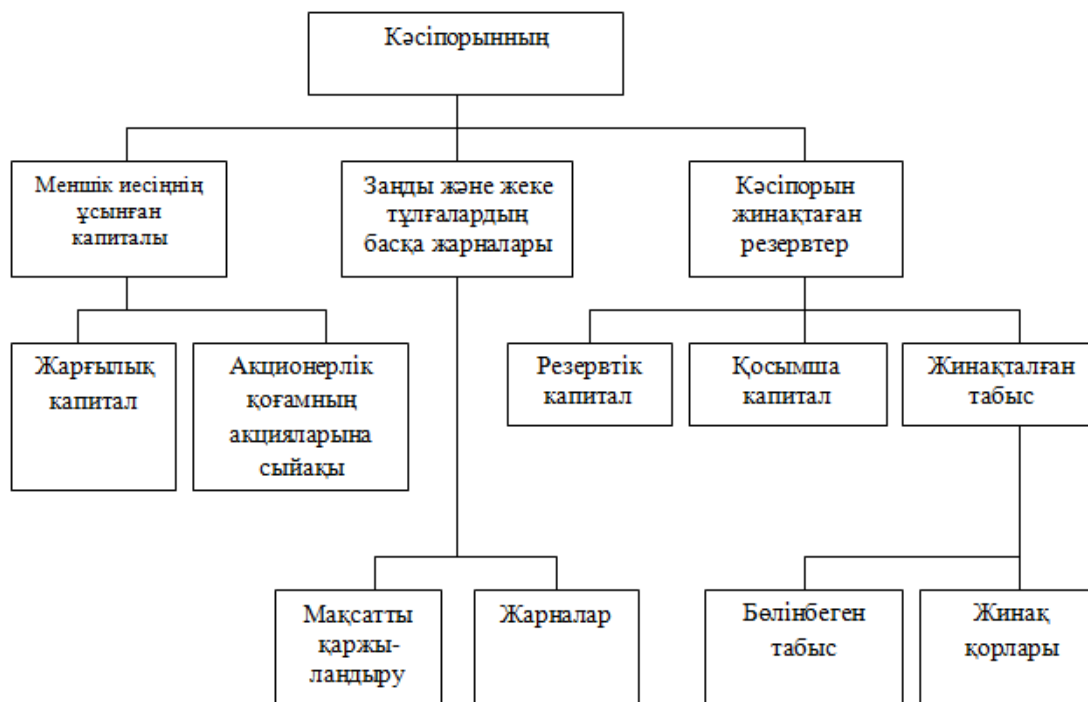 Кәсіпорынның
Меншік иесіңнің
ұсынған
капиталы
Заңды және жеке
тұлғалардың
басқа жарналары
Кәсіпорын
жинақтаған
резервтер
Жарғылық
капитал
Акционерлік
қоғамның
акцияларына
сыйақы
Резервтік
капитал
Қосымша
капитал
Жинақталған
табыс
Мақсатты
қаржы-
ландыру
Жарналар
Бөлінбеген
табыс
Жинақ
қорлары